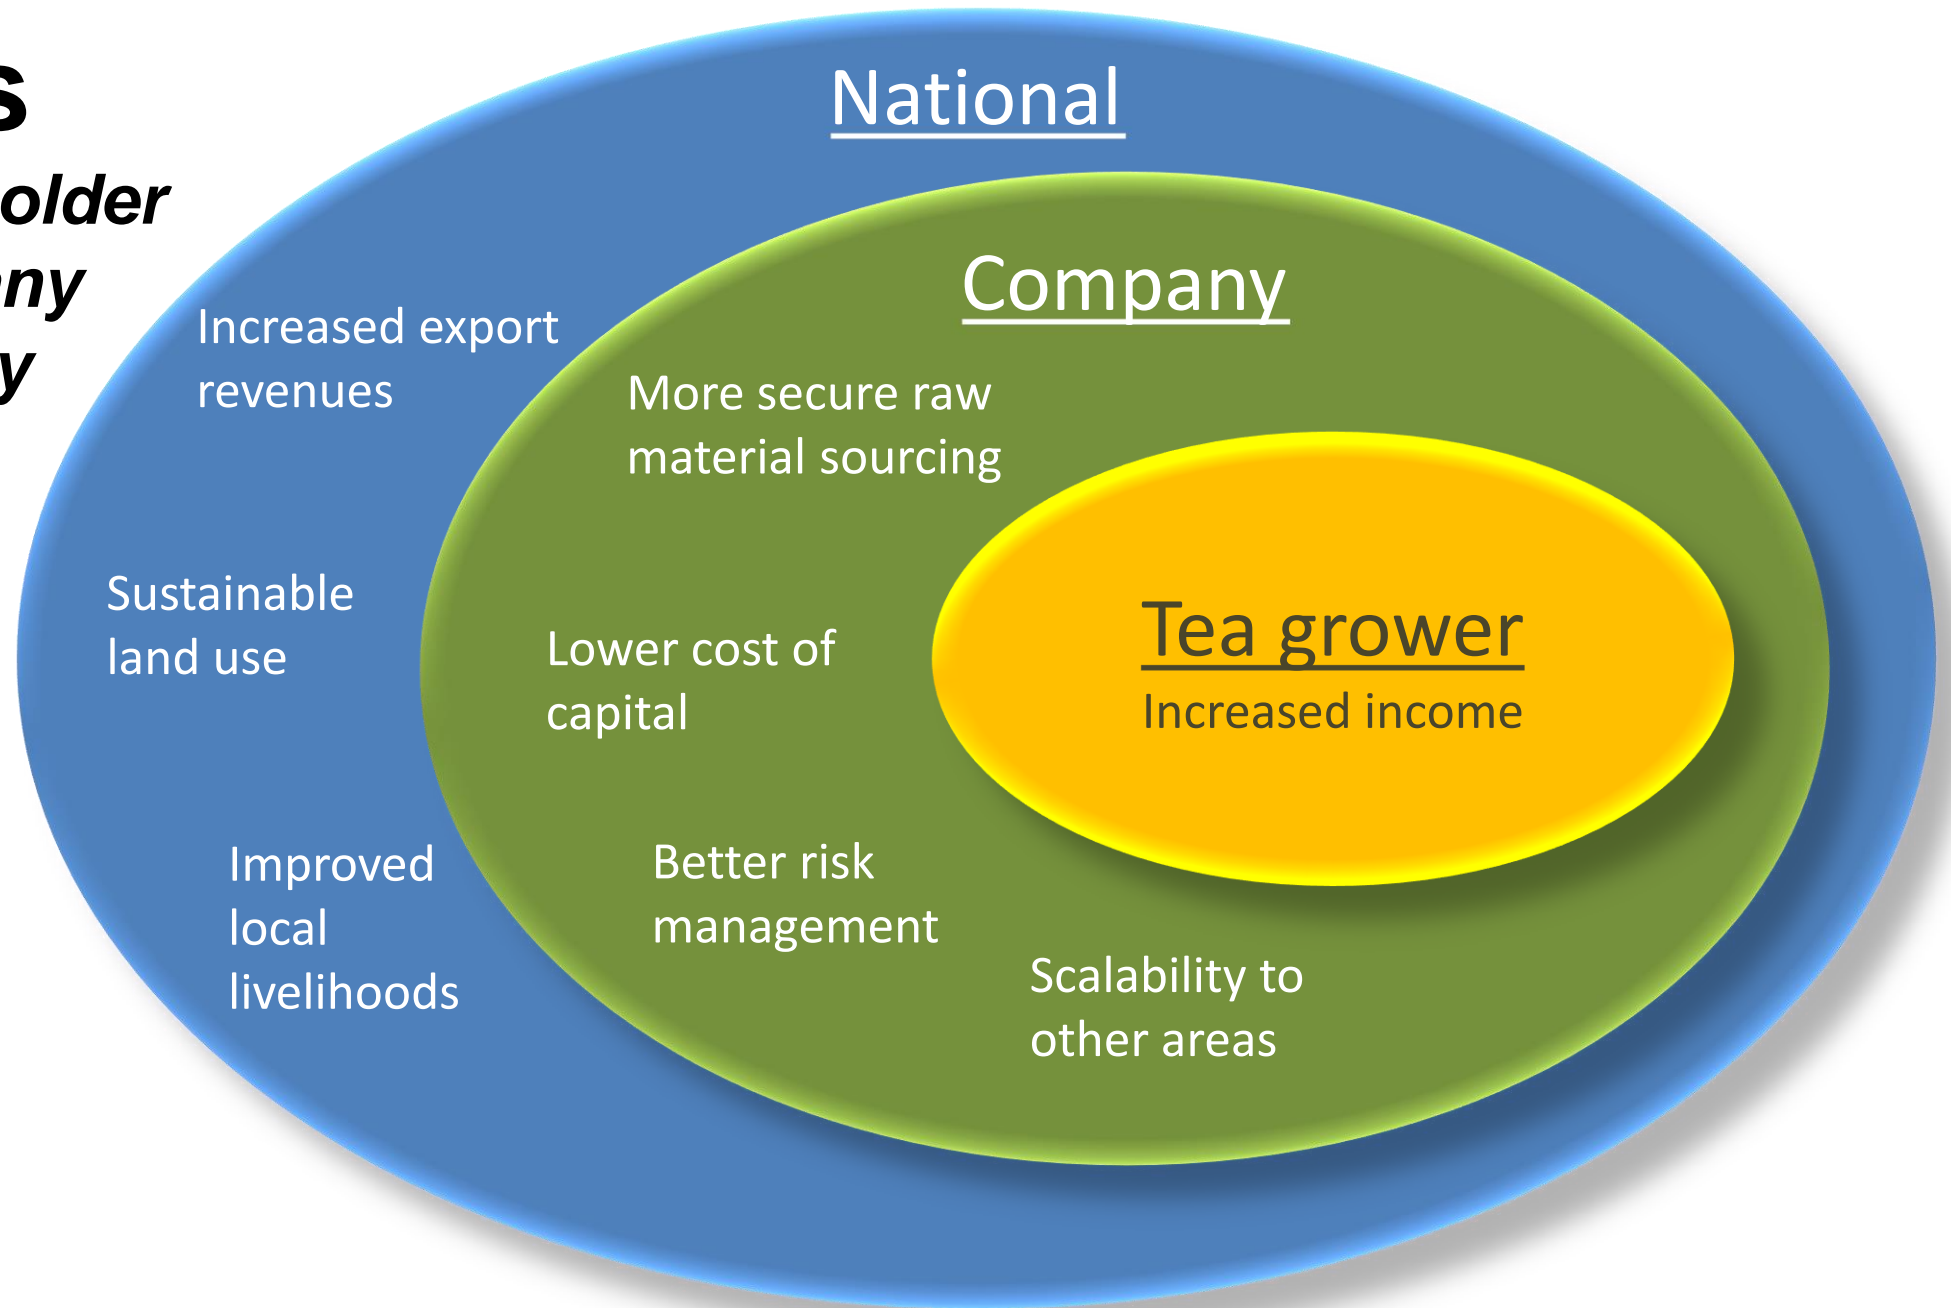 National
older
Company
Increased export
revenues
More secure raw
material sourcing
Sustainable
land use
Lower cost of
capital
Tea grower
Increased income
Improved
local
livelihoods
Better risk
management
Scalability to
other areas